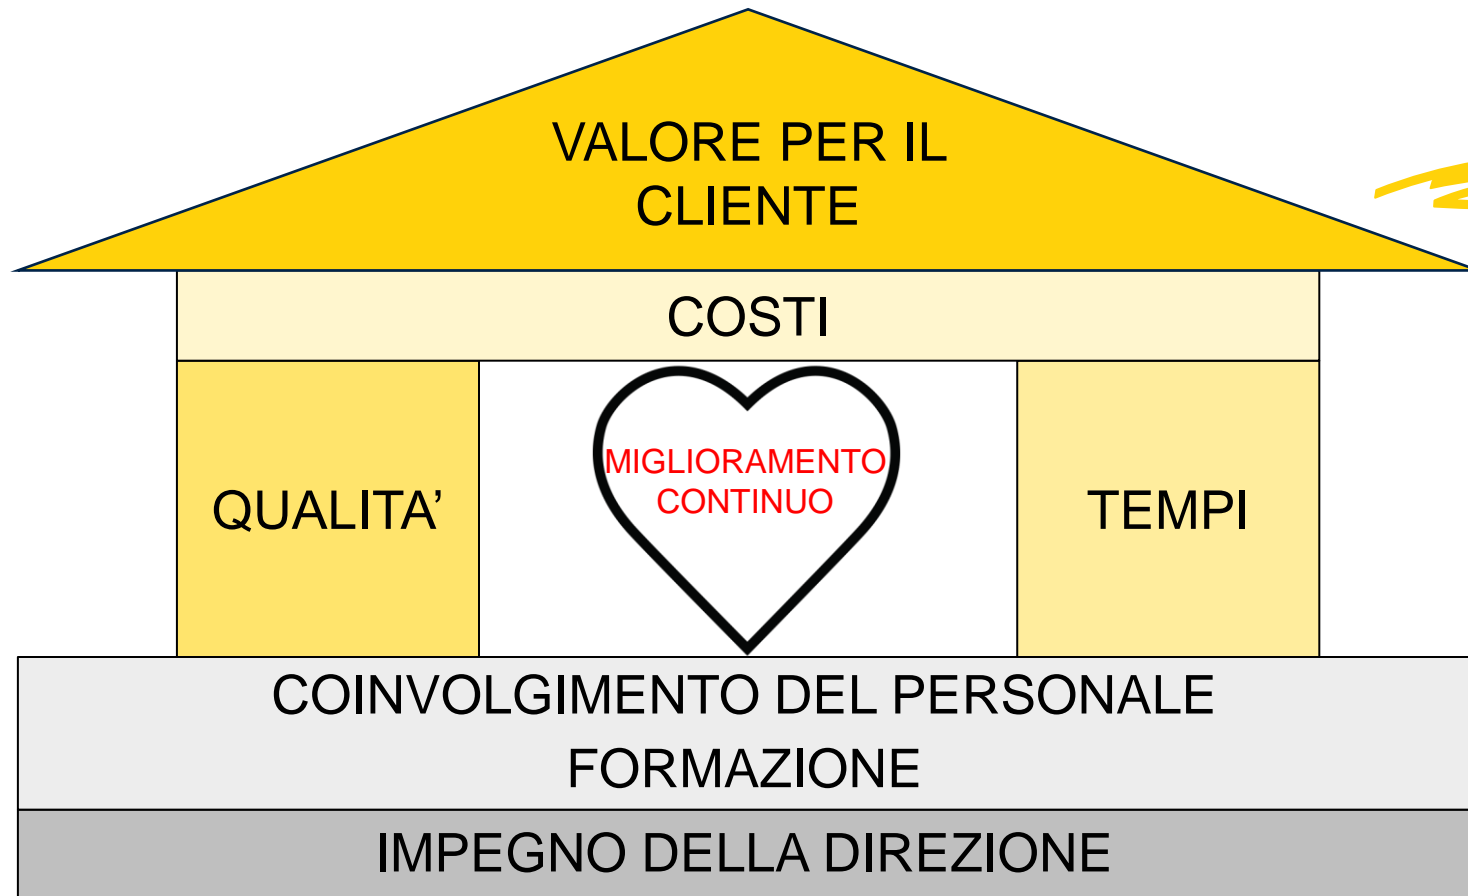 VALORE PER IL
CLIENTE
COSTI
QUALITA’
MIGLIORAMENTO
CONTINUO
TEMPI
COINVOLGIMENTO DEL PERSONALE
FORMAZIONE
IMPEGNO DELLA DIREZIONE